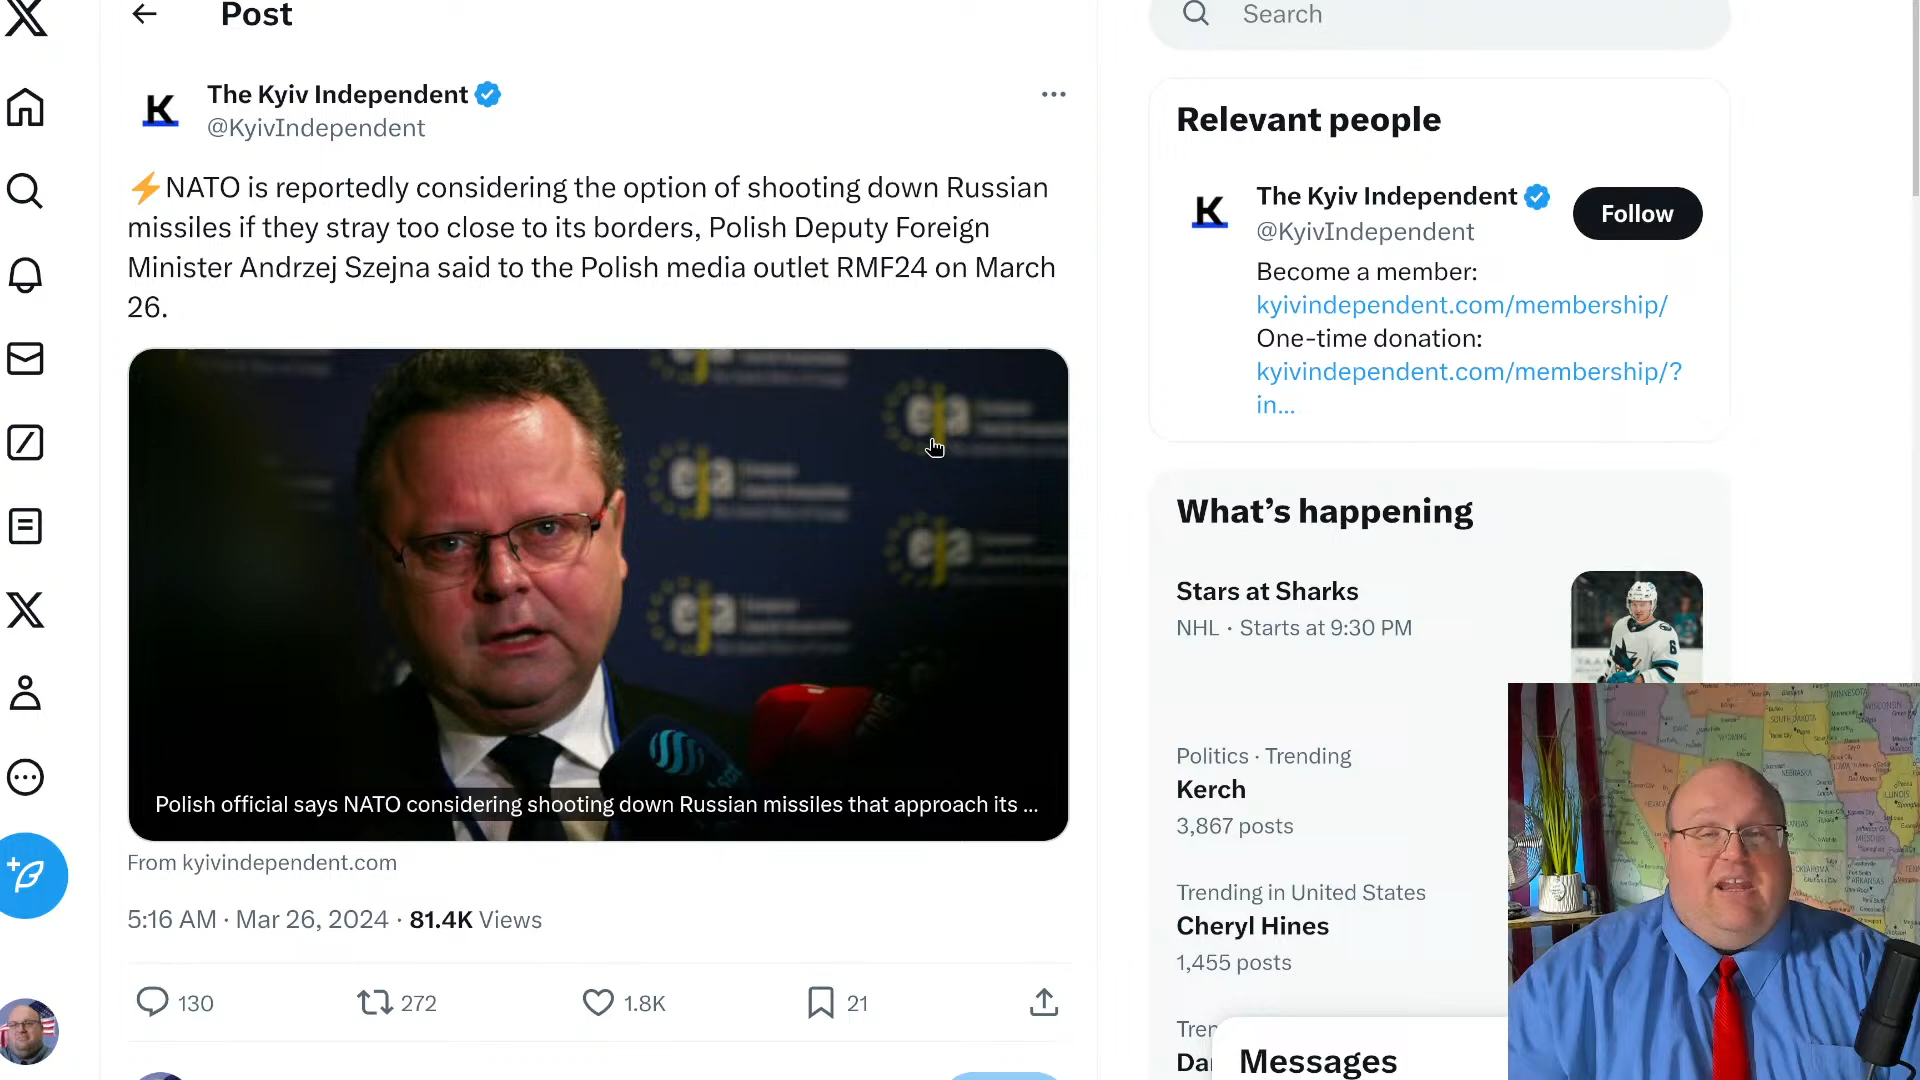 Post
Search
The Kyiv Independent
@KyivIndependent
⚡NATO is reportedly considering the option of shooting down Russian
missiles if they stray too close to its borders, Polish Deputy Foreign
Minister Andrzej Szejna said to the Polish media outlet RMF24 on March
26.
Polish official says NATO considering shooting down Russian missiles that approach its ...
From kyivindependent.com
5:16 AM · Mar 26, 2024 · 81.4K Views
130
272
1.8K
21
Relevant people
The Kyiv Independent
@KyivIndependent
Follow
Become a member:
kyivindependent.com/membership/
One-time donation:
kyivindependent.com/membership/?
in...
What's happening
Stars at Sharks
NHL · Starts at 9:30 PM
Politics · Trending
Kerch
3,867 posts
Trending in United States
Cheryl Hines
1,455 posts
Messages